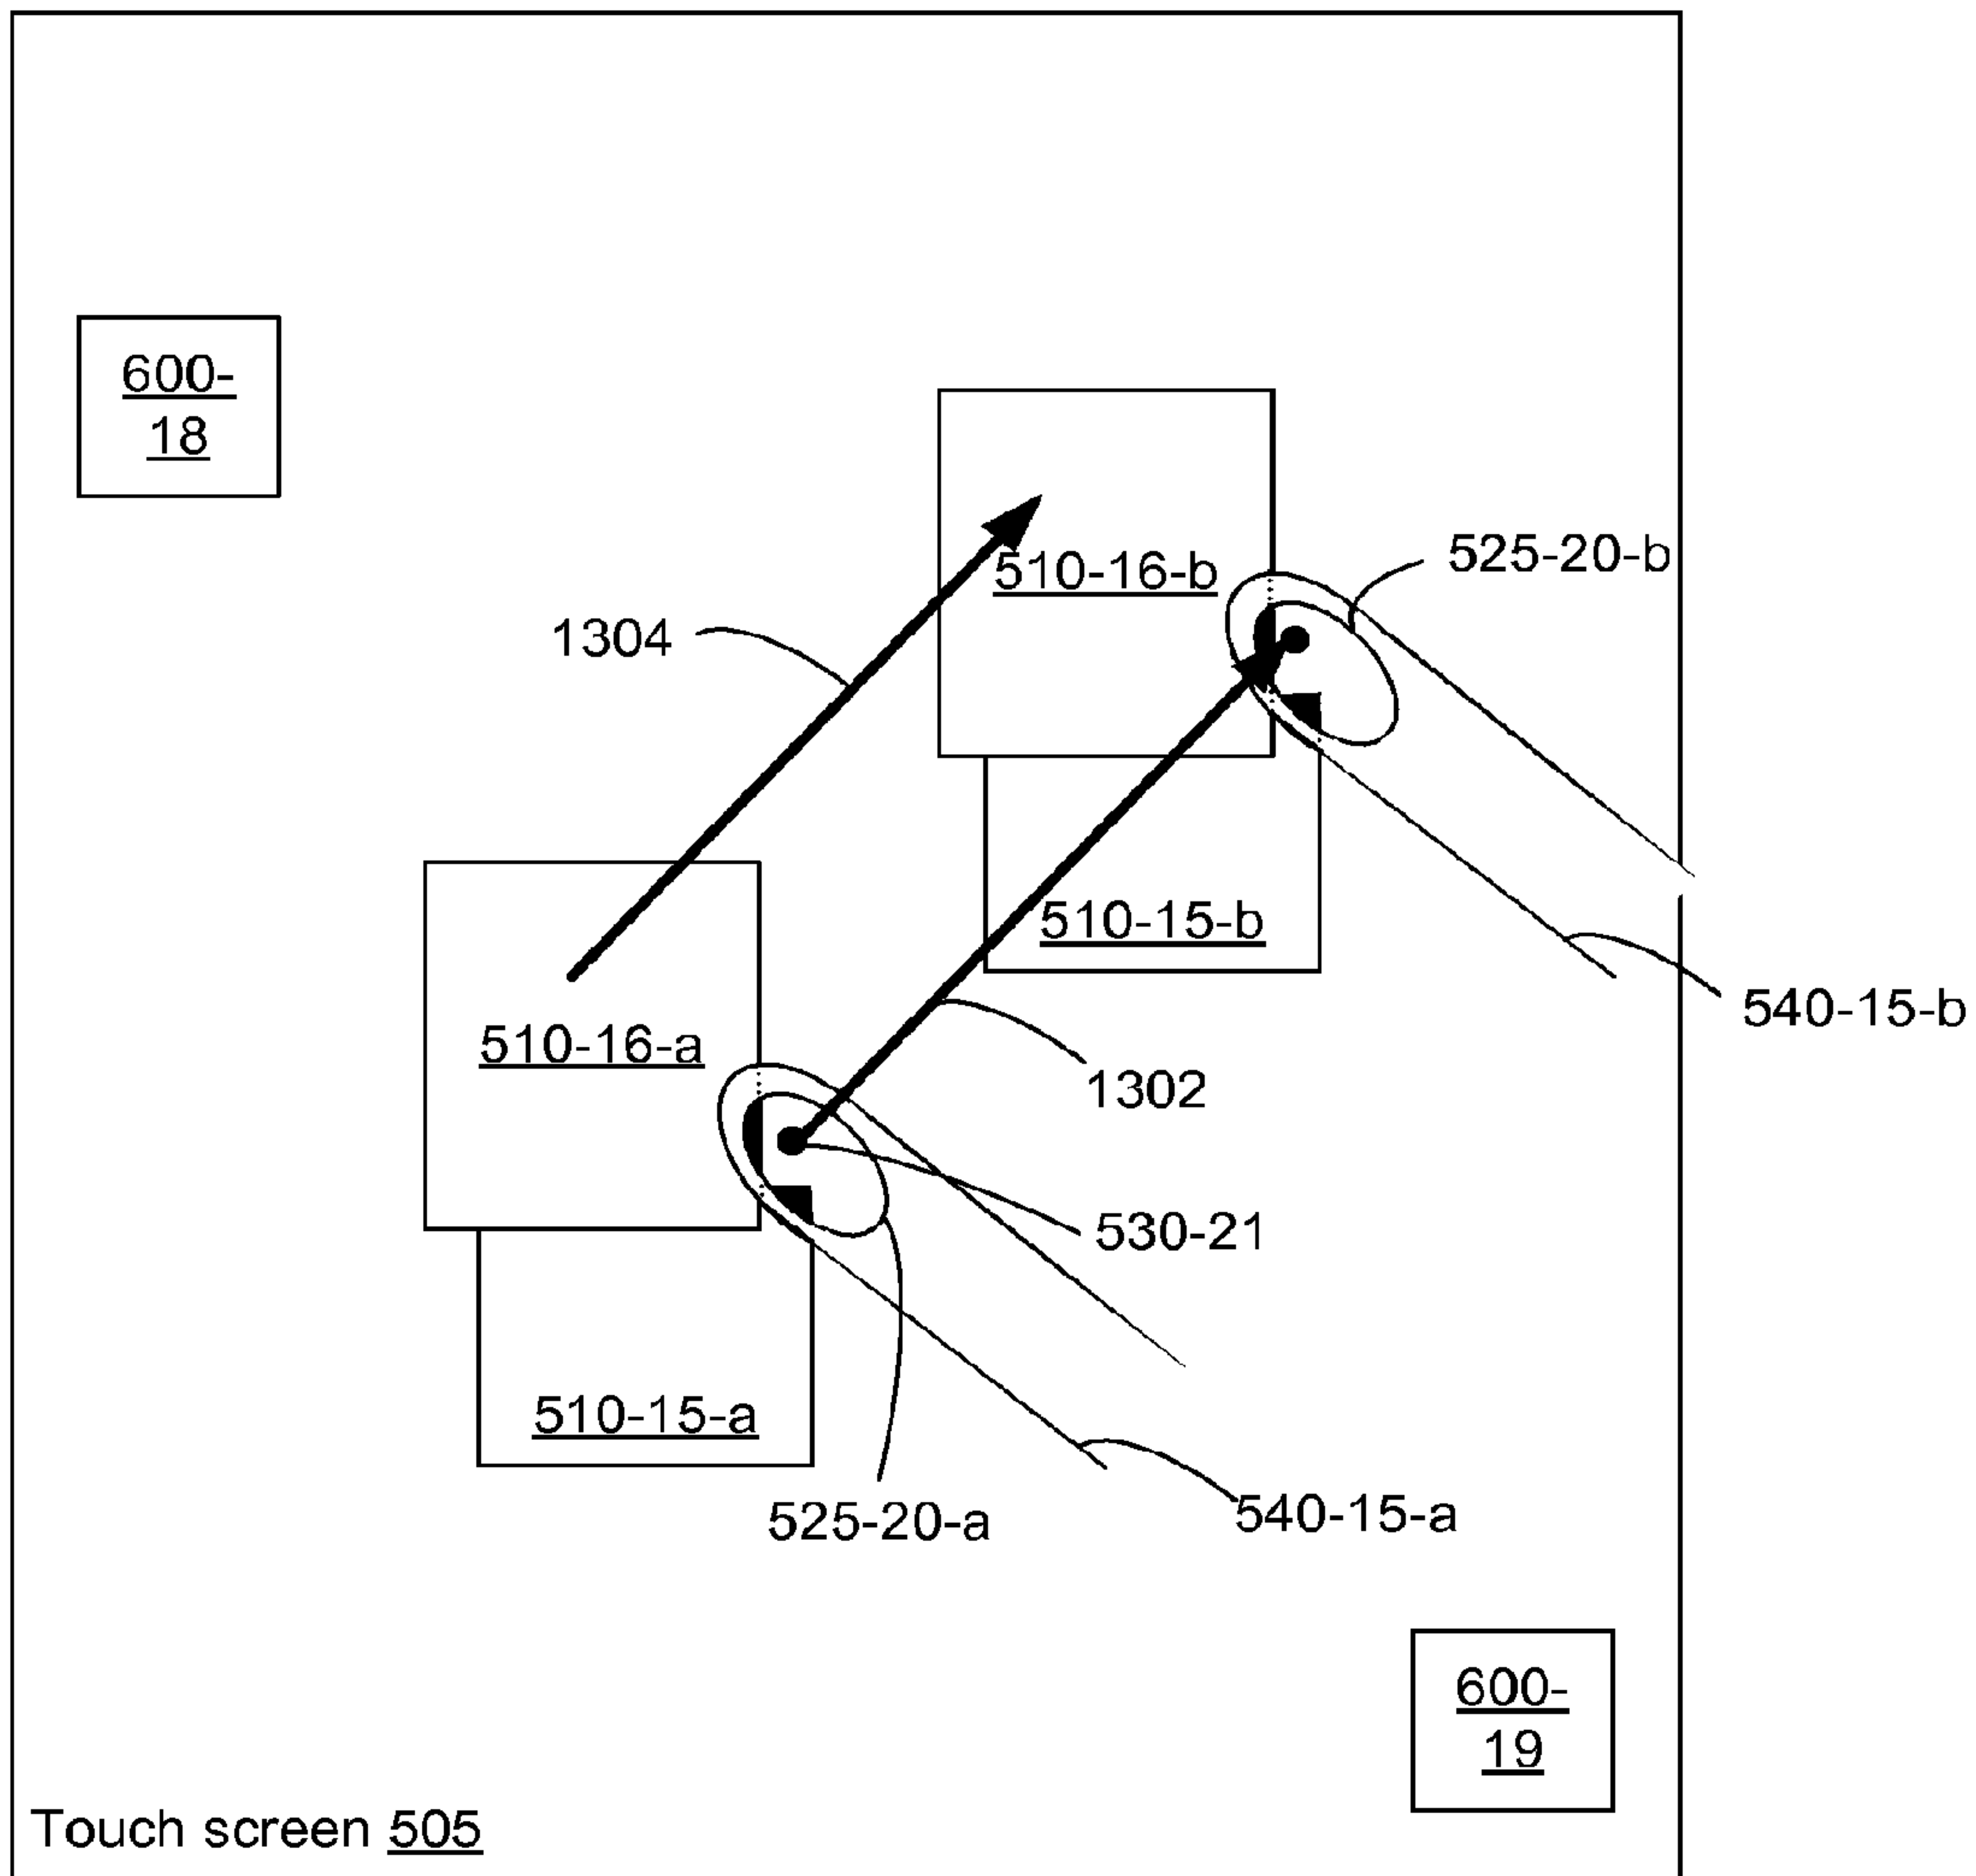 600-
18
525-20-b
510-16-b
1304
510-15-b
540-15-b
510-16-a
1302
530-21
510-15-a
525-20-a
540-15-a
600-
19
Touch screen 505